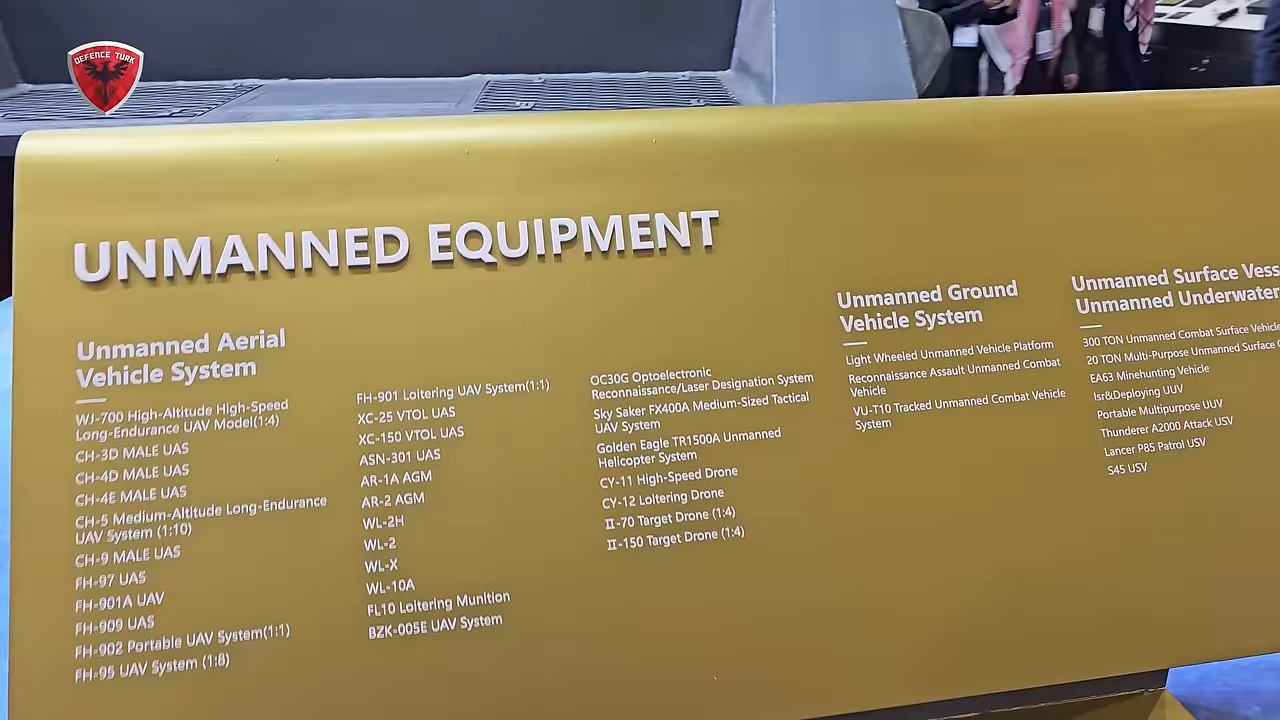 DEFENCE TURK
UNMANNED EQUIPMENT
Unmanned Aerial
Vehicle System
WJ-700 High-Altitude High-Speed
Long-Endurance UAV Model(1:4)
CH-3D MALE UAS
CH-4D MALE UAS
CH-4E MALE UAS
CH-5 Medium-Altitude Long-Endurance
UAV System (1:10)
CH-9 MALE UAS
FH-97 UAS
FH-901A UAV
FH-909 UAS
FH-902 Portable UAV System(1:1)
FH-95 UAV System (1:8)
FH-901 Loitering UAV System(1:1)
XC-25 VTOL UAS
XC-150 VTOL UAS
ASN-301 UAS
AR-1A AGM
AR-2 AGM
WL-2H
WL-2
WL-X
WL-10A
FL10 Loitering Munition
BZK-005E UAV System
OC30G Optoelectronic
Reconnaissance/Laser Designation System
Sky Saker FX400A Medium-Sized Tactical
UAV System
Golden Eagle TR1500A Unmanned
Helicopter System
CY-11 High-Speed Drone
CY-12 Loitering Drone
II-70 Target Drone (1:4)
II-150 Target Drone (1:4)
Unmanned Ground
Vehicle System
Light Wheeled Unmanned Vehicle Platform
Reconnaissance Assault Unmanned Combat
Vehicle
VU-T10 Tracked Unmanned Combat Vehicle
System
Unmanned Surface Vess
Unmanned Underwater
300 TON Unmanned Combat Surface Vehicle
20 TON Multi-Purpose Unmanned Surface
EA63 Minehunting Vehicle
Isr&Deploying UUV
Portable Multipurpose UUV
Thunderer A2000 Attack USV
Lancer P85 Patrol USV
S45 USV